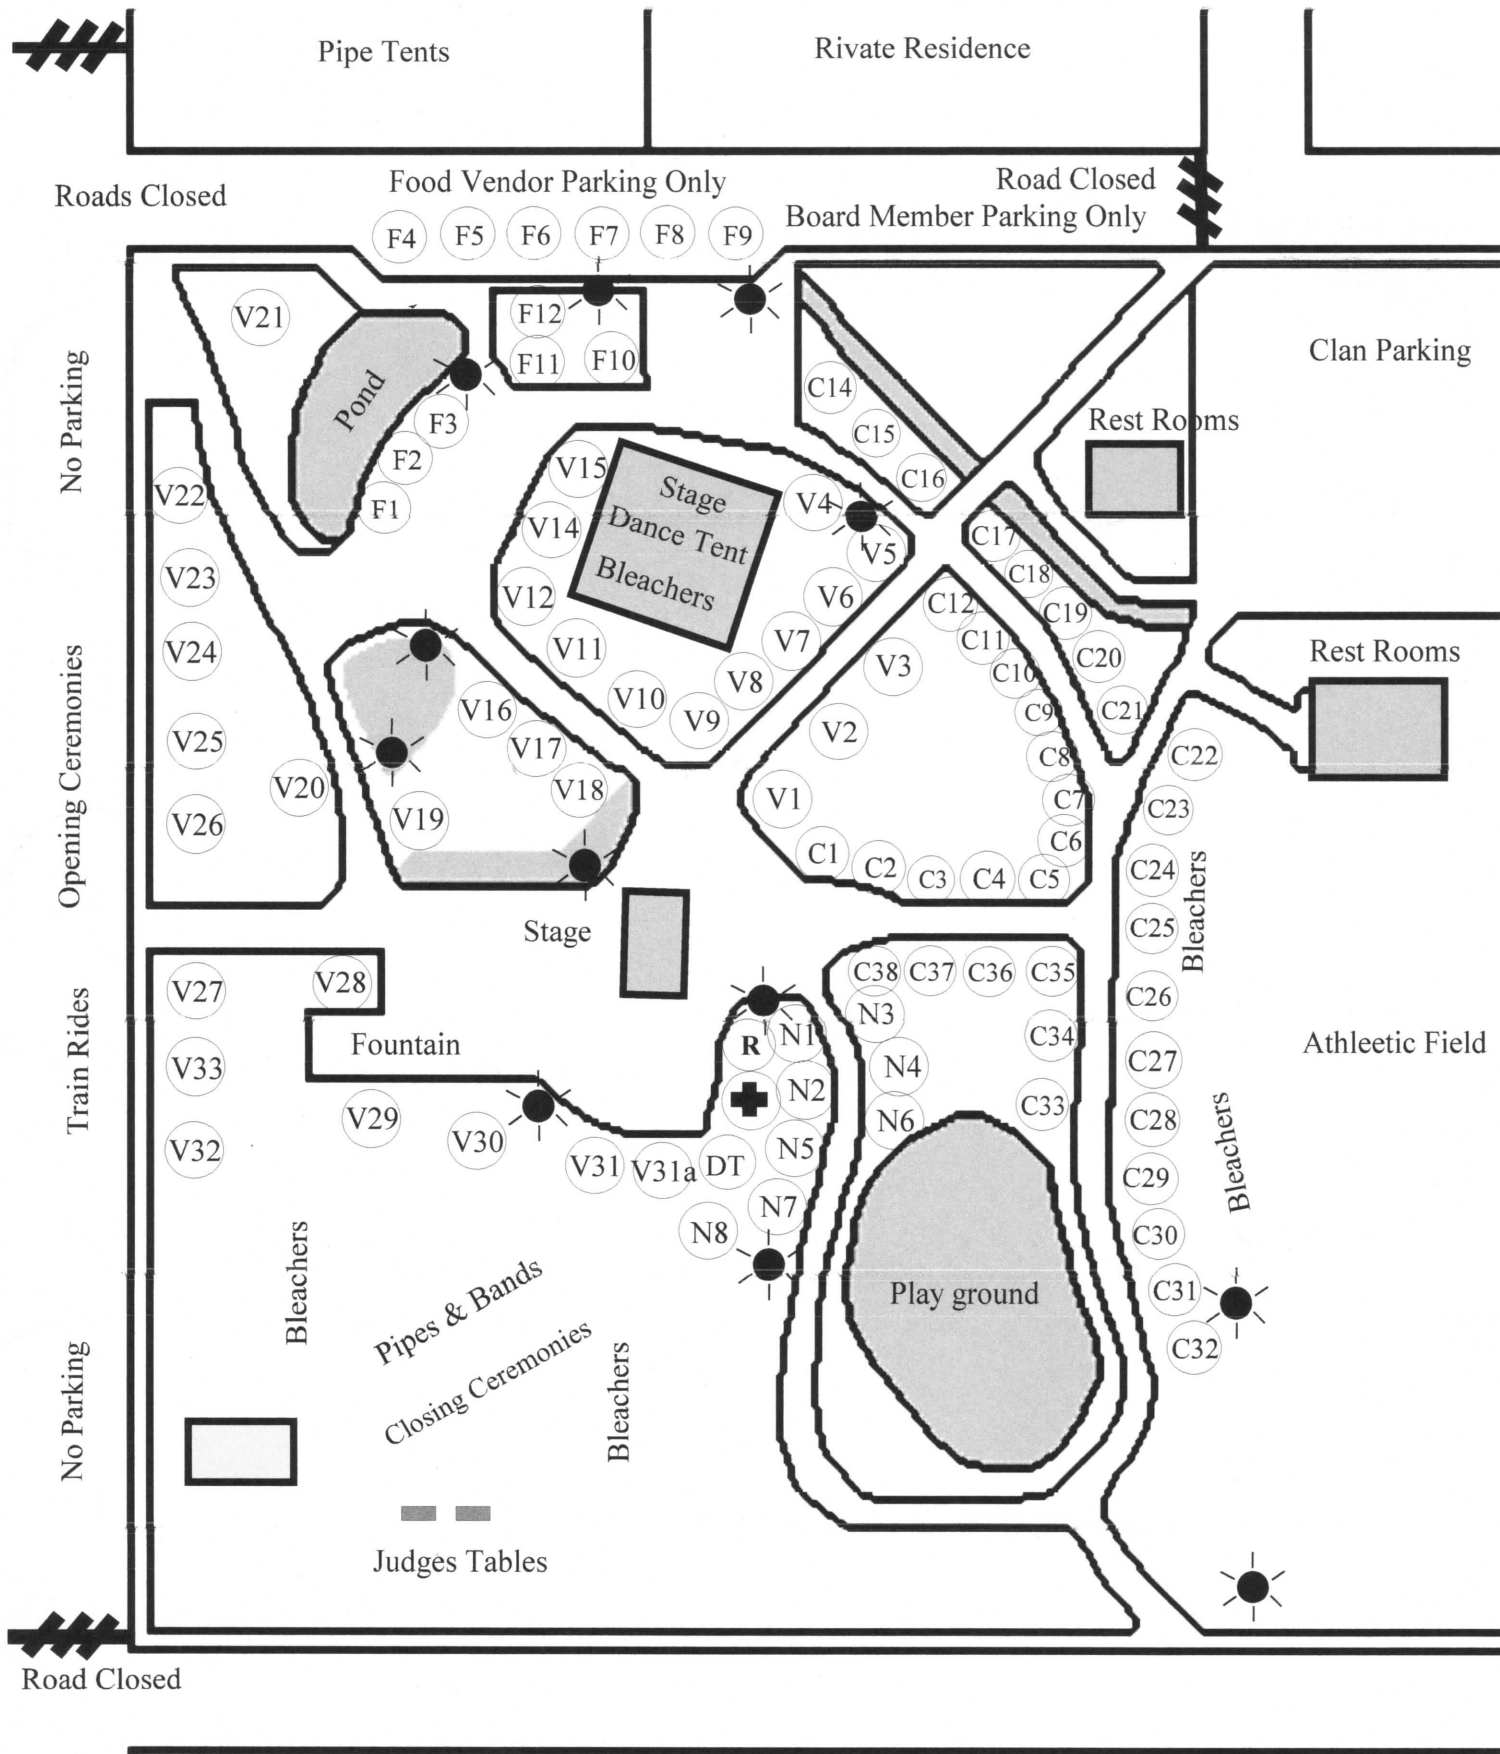 Pipe Tents
Rivate Residence
Roads Closed
Food Vendor Parking Only
Road Closed
Board Member Parking Only
F4 F5 F6 F7 F8 F9
V21
F12
F11 F10
Pond
F3
F2
F1
C14
C15
C16
Clan Parking
Rest Rooms
No Parking
V22
V23
V24
V25
V26
V20
V15
V14
V12
V11
V10
V9
V8
V7
V6
V5
V4
Stage
Dance Tent
Bleachers
C17
C18
C19
C20
C21
Rest Rooms
Opening Ceremonies
V16
V17
V18
V19
V3
V2
V1
C12
C11
C10
C9
C8
C7
C6
C1 C2 C3 C4 C5
C22
C23
C24
C25
C26
C27
C28
C29
C30
C31
C32
Bleachers
Bleachers
Athleetic Field
Stage
Train Rides
V27
V28
V33
V32
Fountain
V29
V30
V31
V31a
DT
R
N1
N2
N5
N7
N8
C38 C37 C36 C35
N3
N4
N6
C34
C33
Play ground
Bleachers
Pipes & Bands
Closing Ceremonies
Bleachers
No Parking
Judges Tables
Road Closed